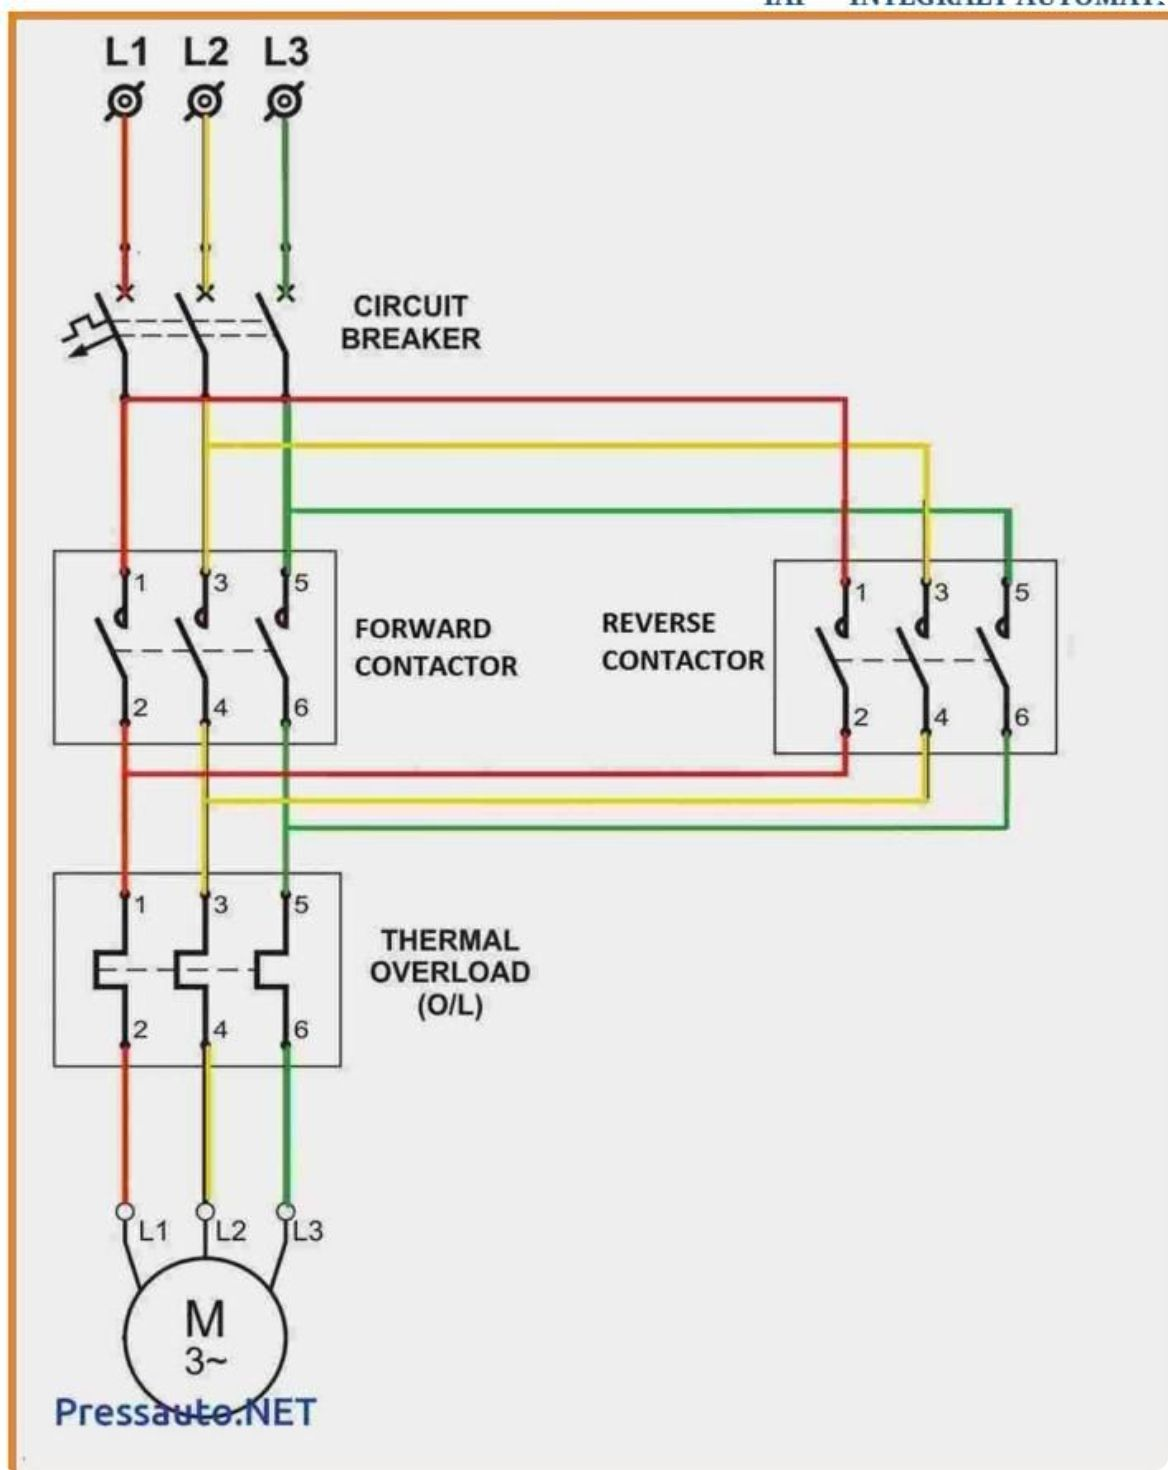 L1 L2 L3
CIRCUIT
BREAKER
1 3 5
FORWARD
CONTACTOR
2 4 6
REVERSE
CONTACTOR
1 3 5
2 4 6
1 3 5
THERMAL
OVERLOAD
(O/L)
2 4 6
L1 L2 L3
M
3~
Pressauto.NET